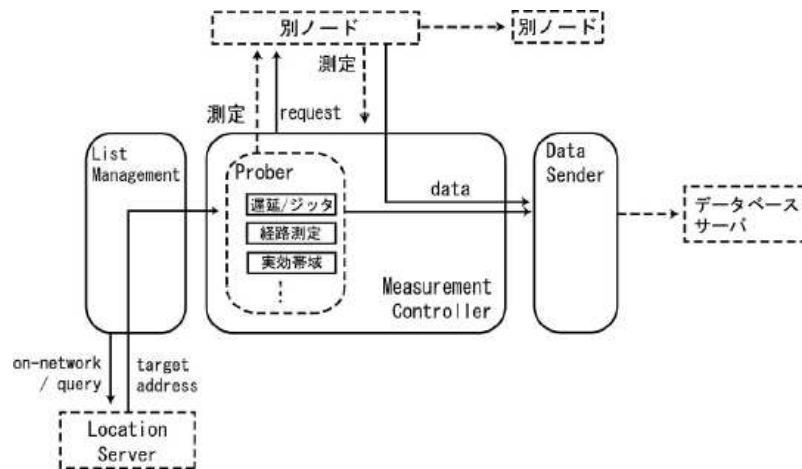 別ノード
別ノード
測定
測定
request
List
Management
Prober
遅延/ジッタ
経路測定
実効帯域
data
Measurement
Controller
Data
Sender
データベース
サーバ
on-network
/ query
target
address
Location
Server